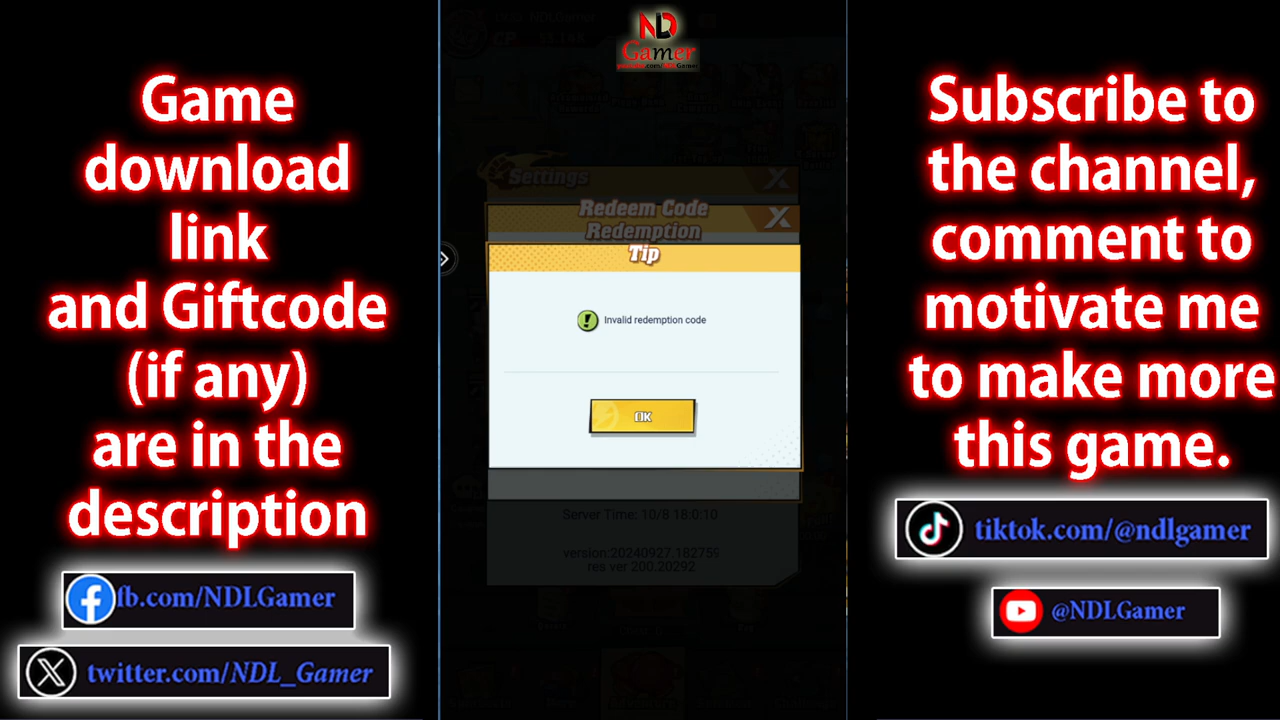 Game
download
link
and Giftcode
(if any)
are in the
description
fb.com/NDLGamer
twitter.com/NDL_Gamer
NDLGamer
CP
ND
Gamer
Settings
Redeem Code
Redemption
Tip
Invalid redemption code
OK
Server Time: 10/8 18:0:10
version:20240927.182759
res ver 200.20292
Subscribe to
the channel,
comment to
motivate me
to make more
this game.
tiktok.com/@ndlgamer
@NDLGamer